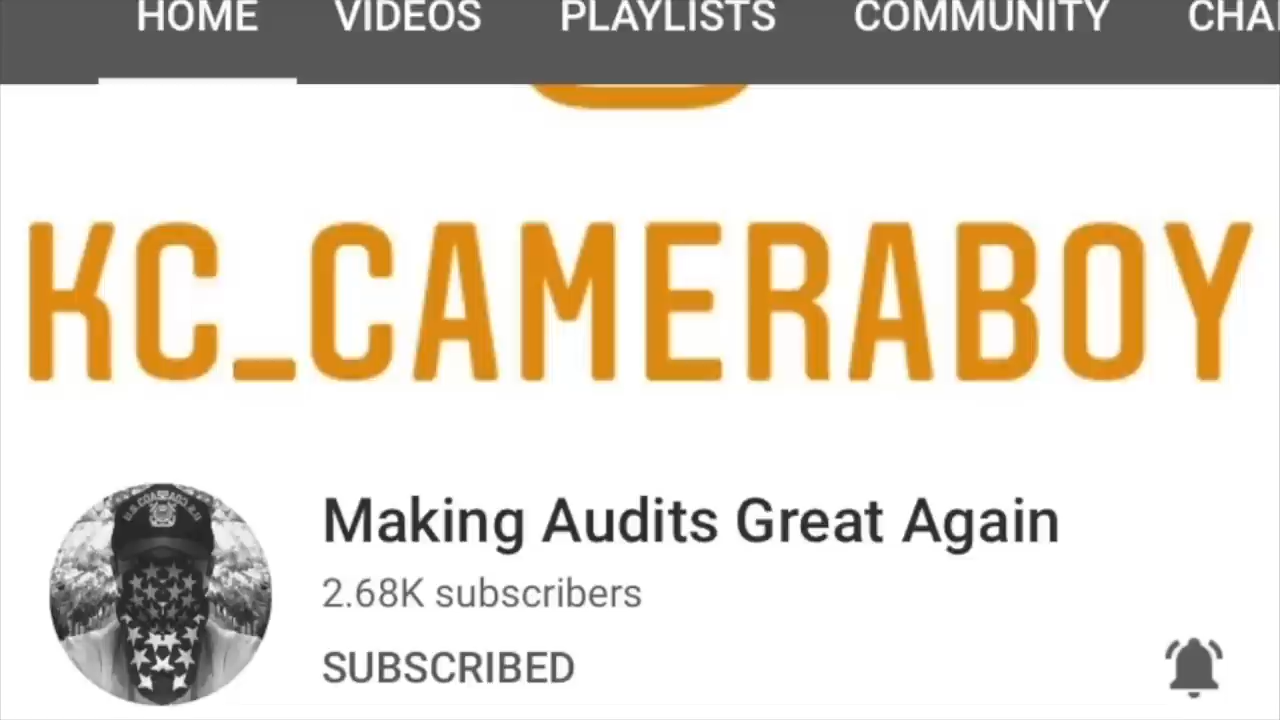 HOME VIDEOS PLAYLISTS COMMUNITY
KC_CAMERABOY
Making Audits Great Again
2.68K subscribers
SUBSCRIBED